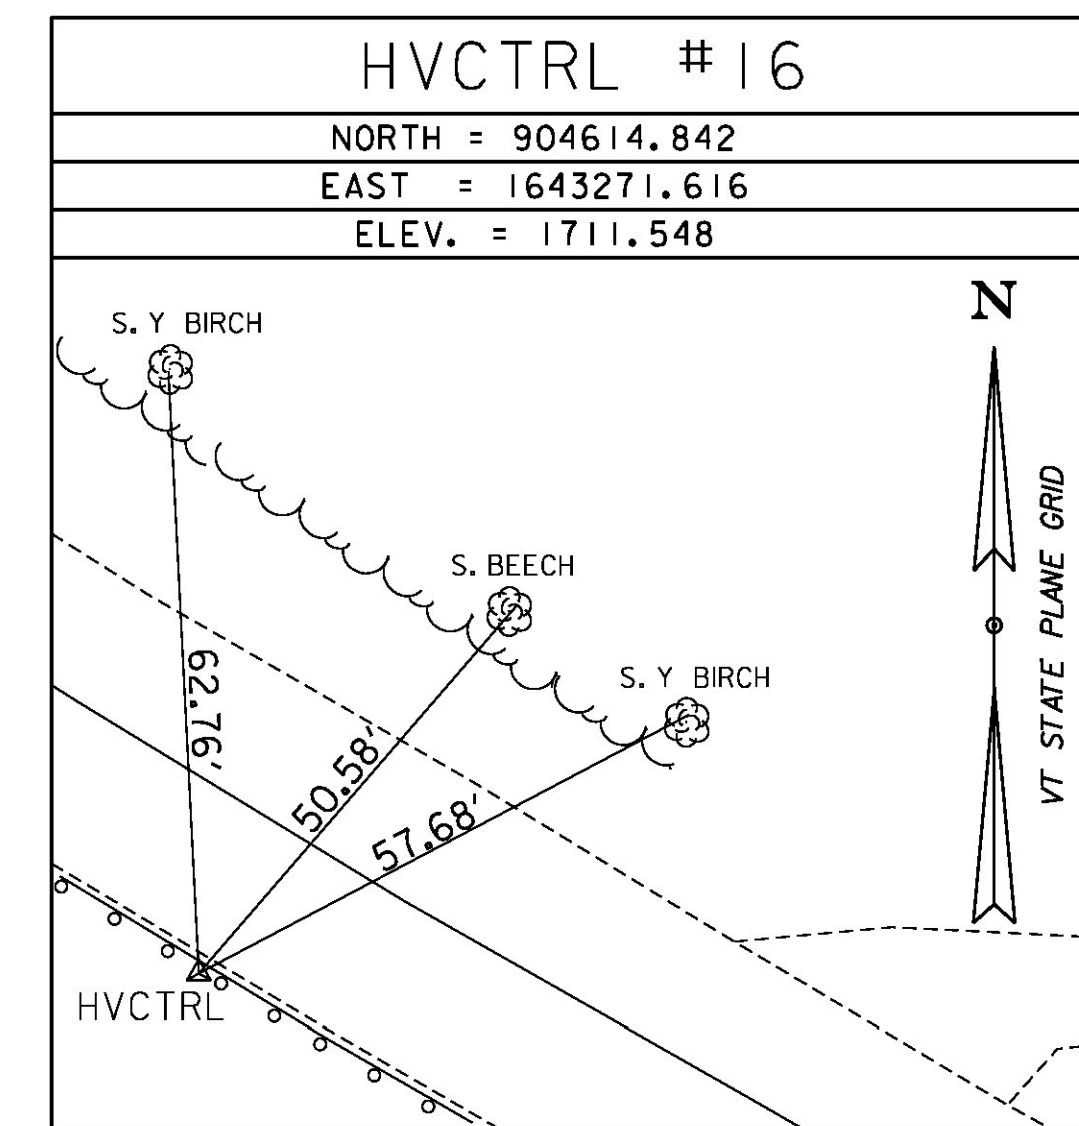 HVCTRL #16
NORTH = 904614.842
EAST = 1643271.616
ELEV. = 1711.548
N
S. Y BIRCH
S. BEECH
S. Y BIRCH
VT STATE PLANE GRID
62.76'
50.58'
57.68'
HVCTRL